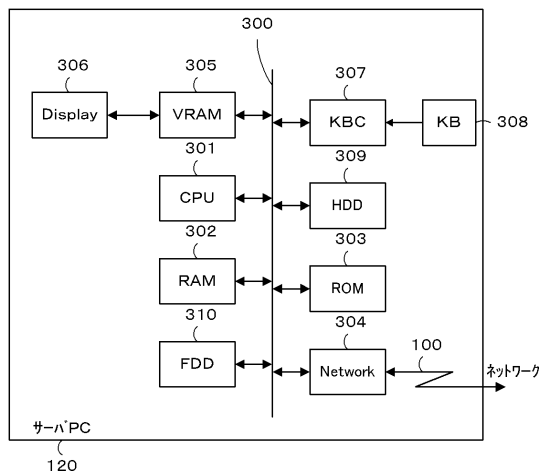 300
306
305
307
Display
VRAM
KBC
KB
308
301
309
CPU
HDD
302
303
RAM
ROM
310
304
100
FDD
Network
ネットワーク
サーバPC
120